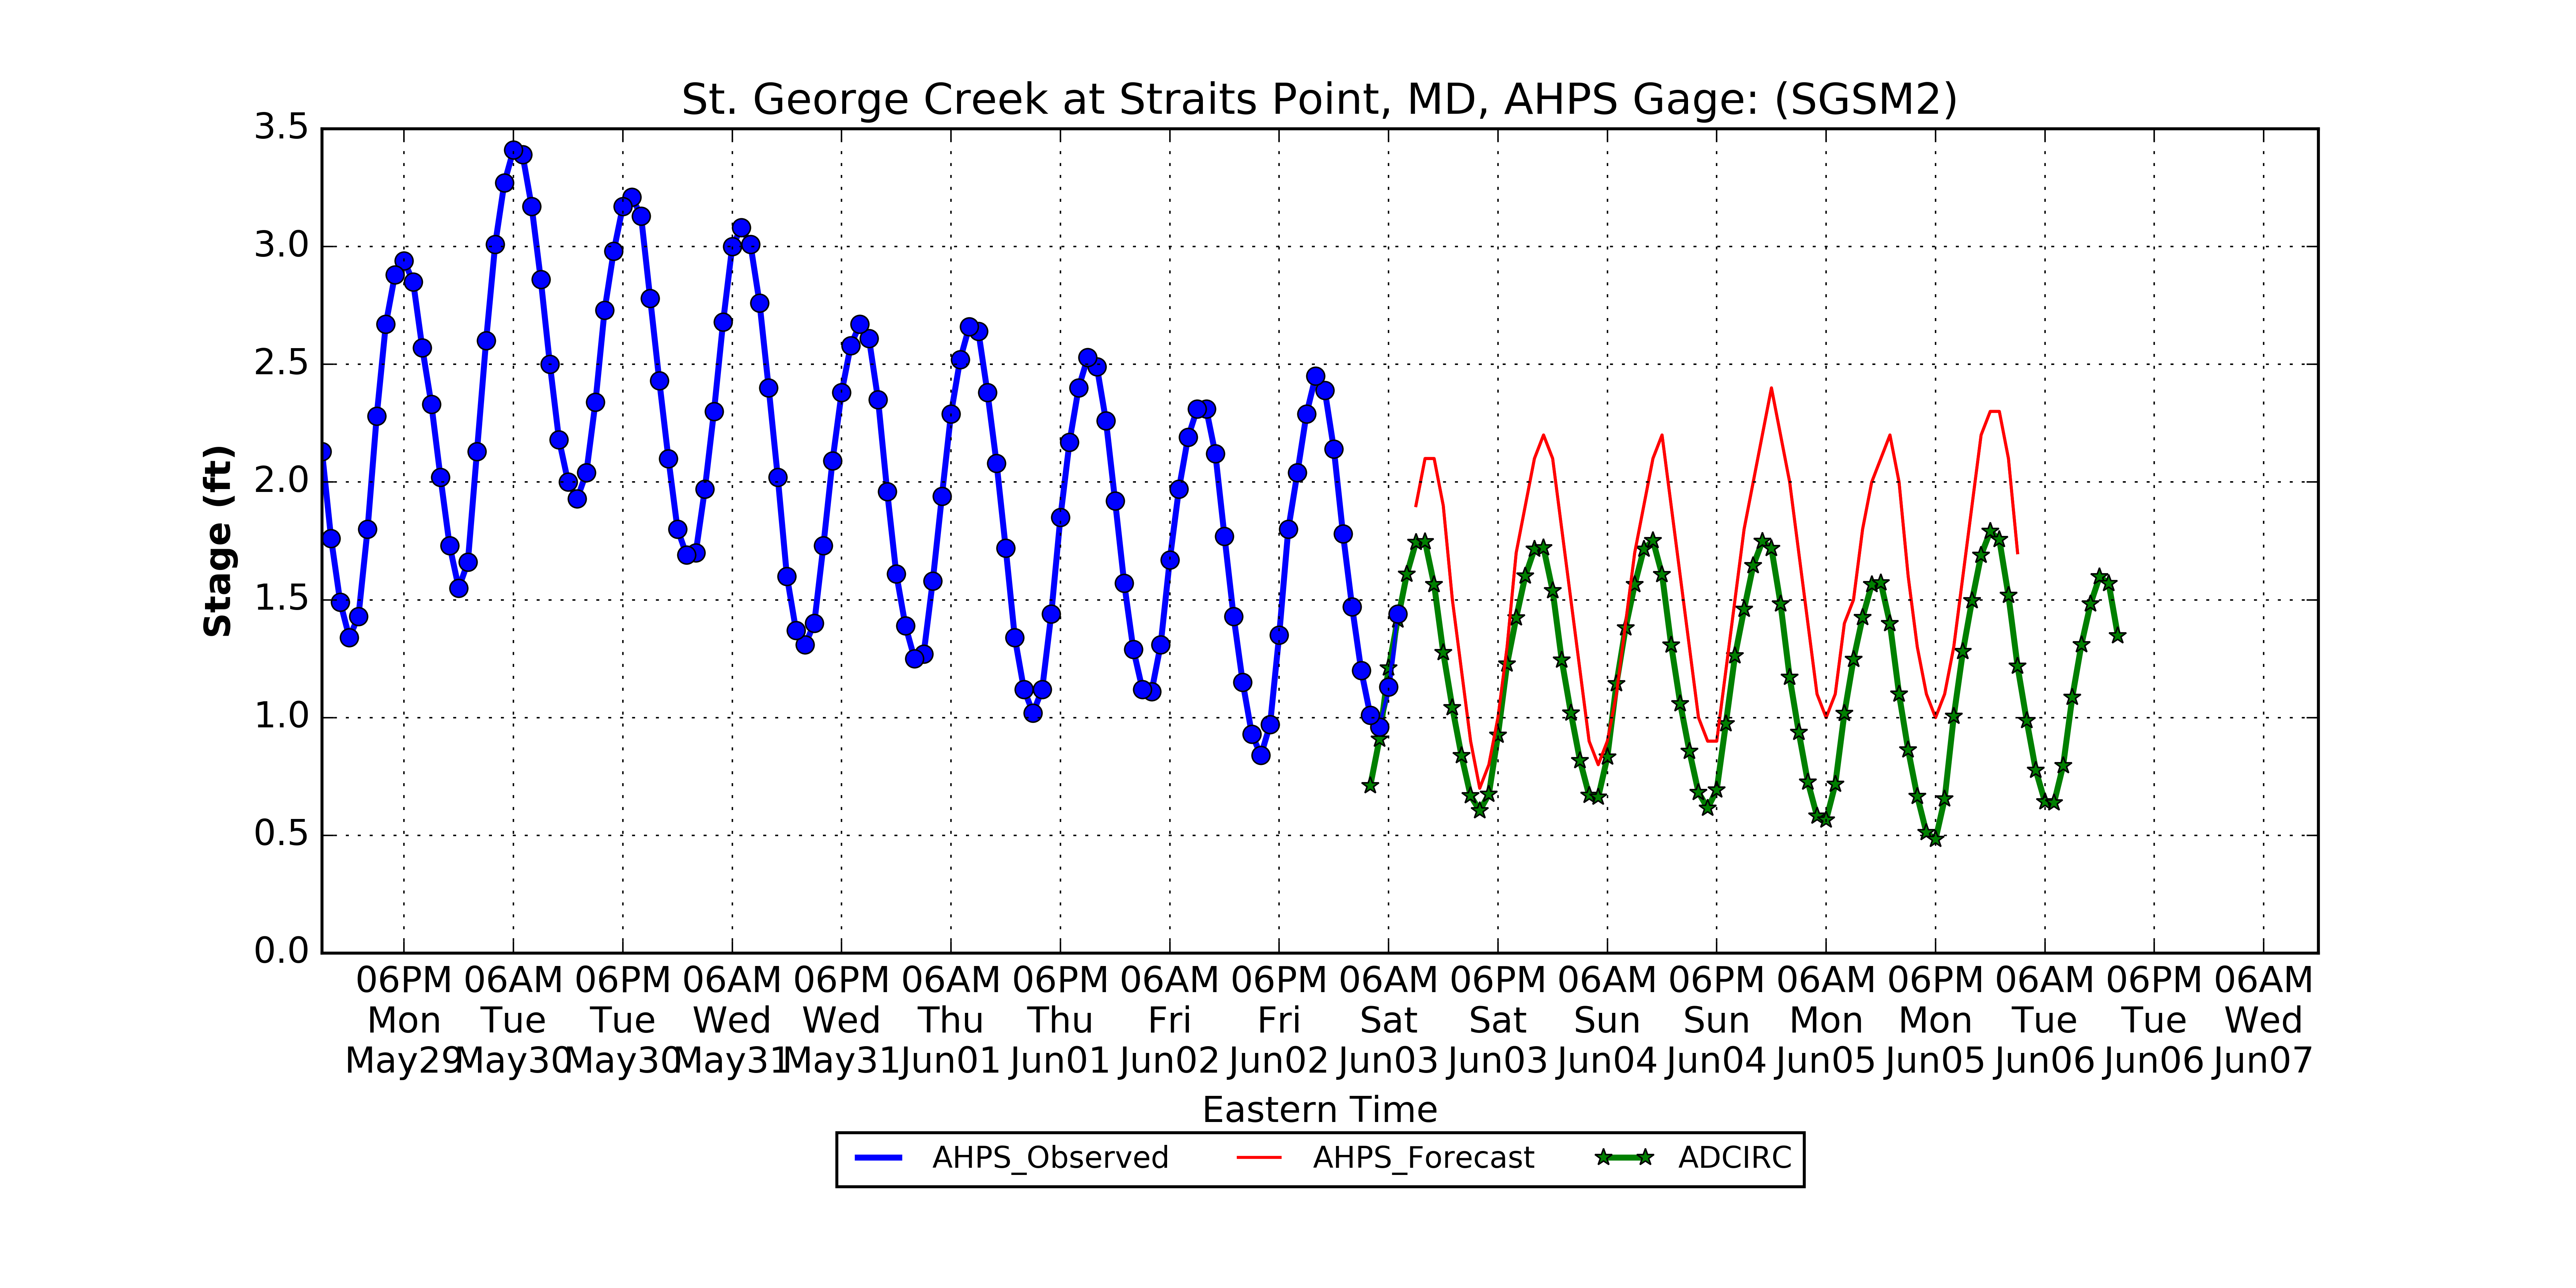 St. George Creek at Straits Point, MD, AHPS Gage: (SGSM2)
3.5
3.0
2.5
2.0
1.5
1.0
0.5
0.0
Stage (ft)
06PM 06AM 06PM 06AM 06PM 06AM 06PM 06AM 06PM 06AM 06PM 06AM 06PM 06AM 06PM 06AM 06PM 06AM
Mon Tue Tue Wed Wed Thu Thu Fri Fri Sat Sat Sun Sun Mon Mon Tue Tue Wed
May29 May30 May30 May31 May31 Jun01 Jun01 Jun02 Jun02 Jun03 Jun03 Jun04 Jun04 Jun05 Jun05 Jun06 Jun06 Jun07
Eastern Time
AHPS_Observed AHPS_Forecast ADCIRC